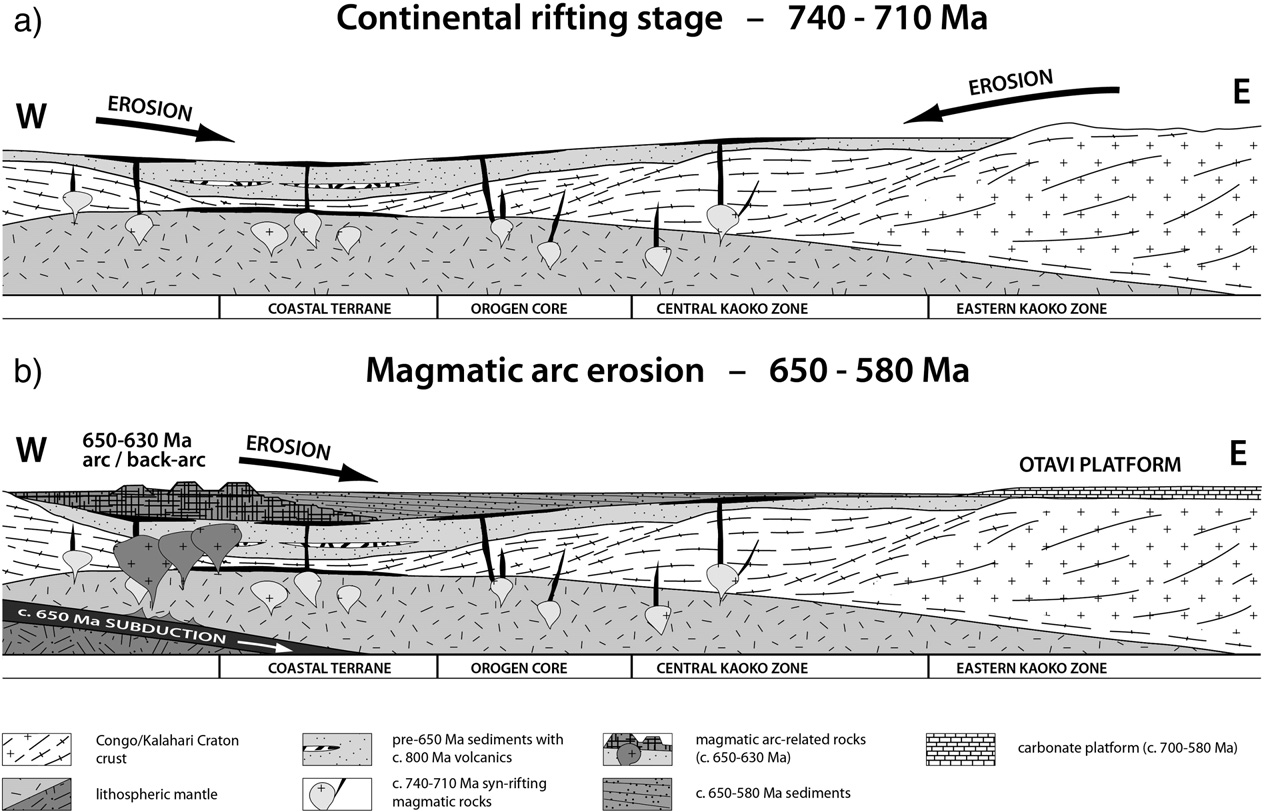 a)
Continental rifting stage – 740 - 710 Ma
W
EROSION
EROSION
E
COASTAL TERRANE
OROGEN CORE
CENTRAL KAOKO ZONE
EASTERN KAOKO ZONE
b)
Magmatic arc erosion – 650 - 580 Ma
W
650-630 Ma
arc / back-arc
EROSION
OTAVI PLATFORM
E
c. 650 Ma SUBDUCTION
COASTAL TERRANE
OROGEN CORE
CENTRAL KAOKO ZONE
EASTERN KAOKO ZONE
Congo/Kalahari Craton
crust
lithospheric mantle
pre-650 Ma sediments with
c. 800 Ma volcanics
c. 740-710 Ma syn-rifting
magmatic rocks
magmatic arc-related rocks
(c. 650-630 Ma)
c. 650-580 Ma sediments
carbonate platform (c. 700-580 Ma)